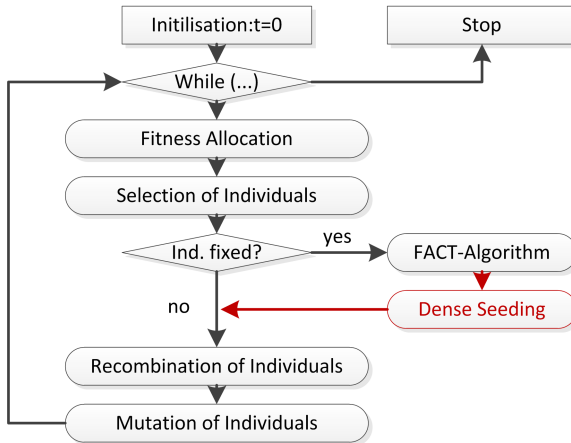 Initilisation:t=0
Stop
While (...)
Fitness Allocation
Selection of Individuals
Ind. fixed?
yes
FACT-Algorithm
Dense Seeding
no
Recombination of Individuals
Mutation of Individuals